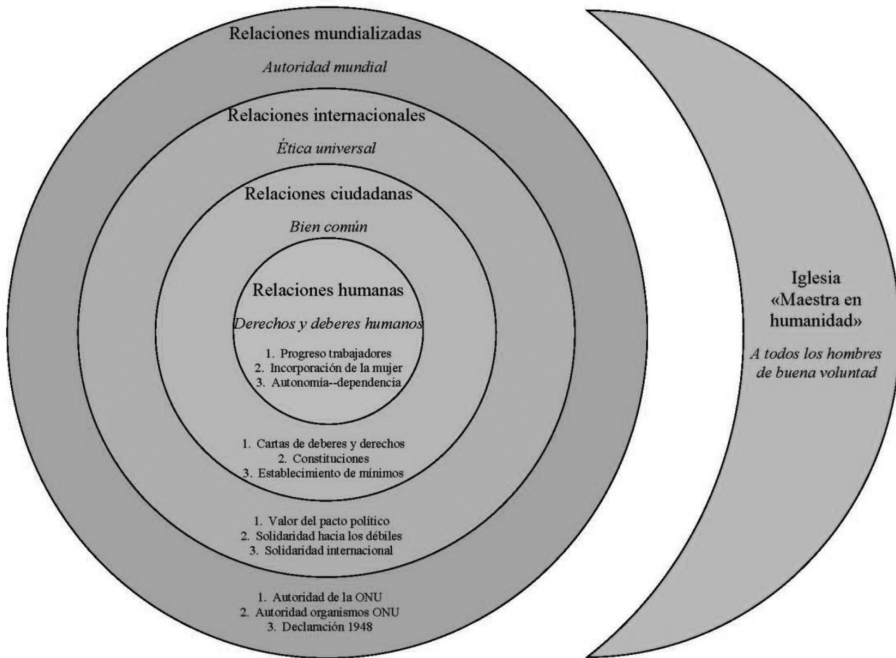 Relaciones mundializadas
Autoridad mundial
Relaciones internacionales
Ética universal
Relaciones ciudadanas
Bien común
Relaciones humanas
Derechos y deberes humanos
1. Progreso trabajadores
2. Incorporación de la mujer
3. Autonomía--dependencia
1. Cartas de deberes y derechos
2. Constituciones
3. Establecimiento de mínimos
1. Valor del pacto político
2. Solidaridad hacia los débiles
3. Solidaridad internacional
1. Autoridad de la ONU
2. Autoridad organismos ONU
3. Declaración 1948
Iglesia
«Maestra en
humanidad»
A todos los hombres
de buena voluntad